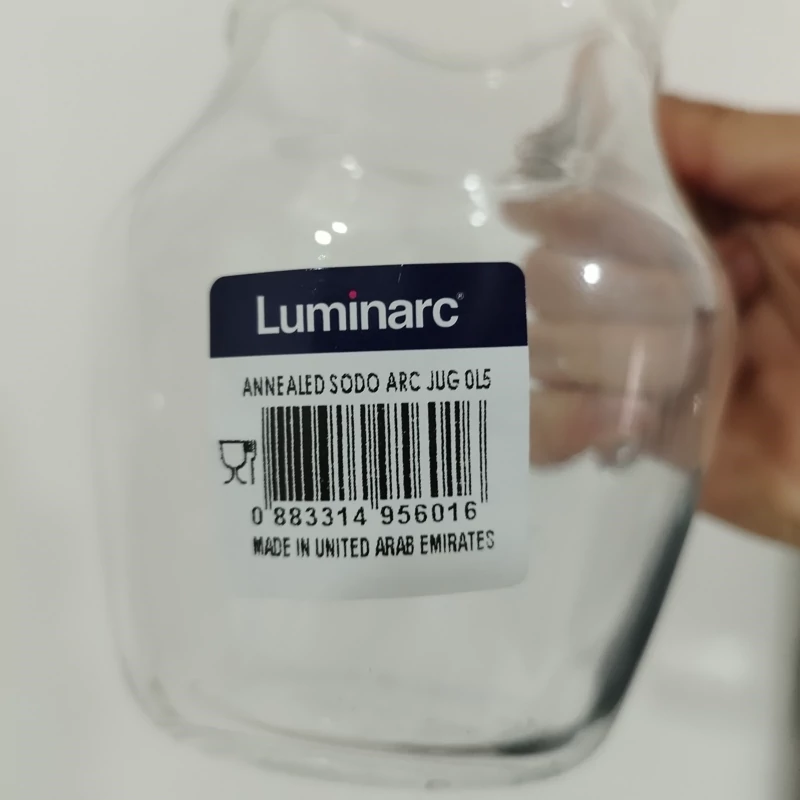 Luminarc®
ANNEALED SODO ARC JUG 0L5
0 883314 956016
MADE IN UNITED ARAB EMIRATES